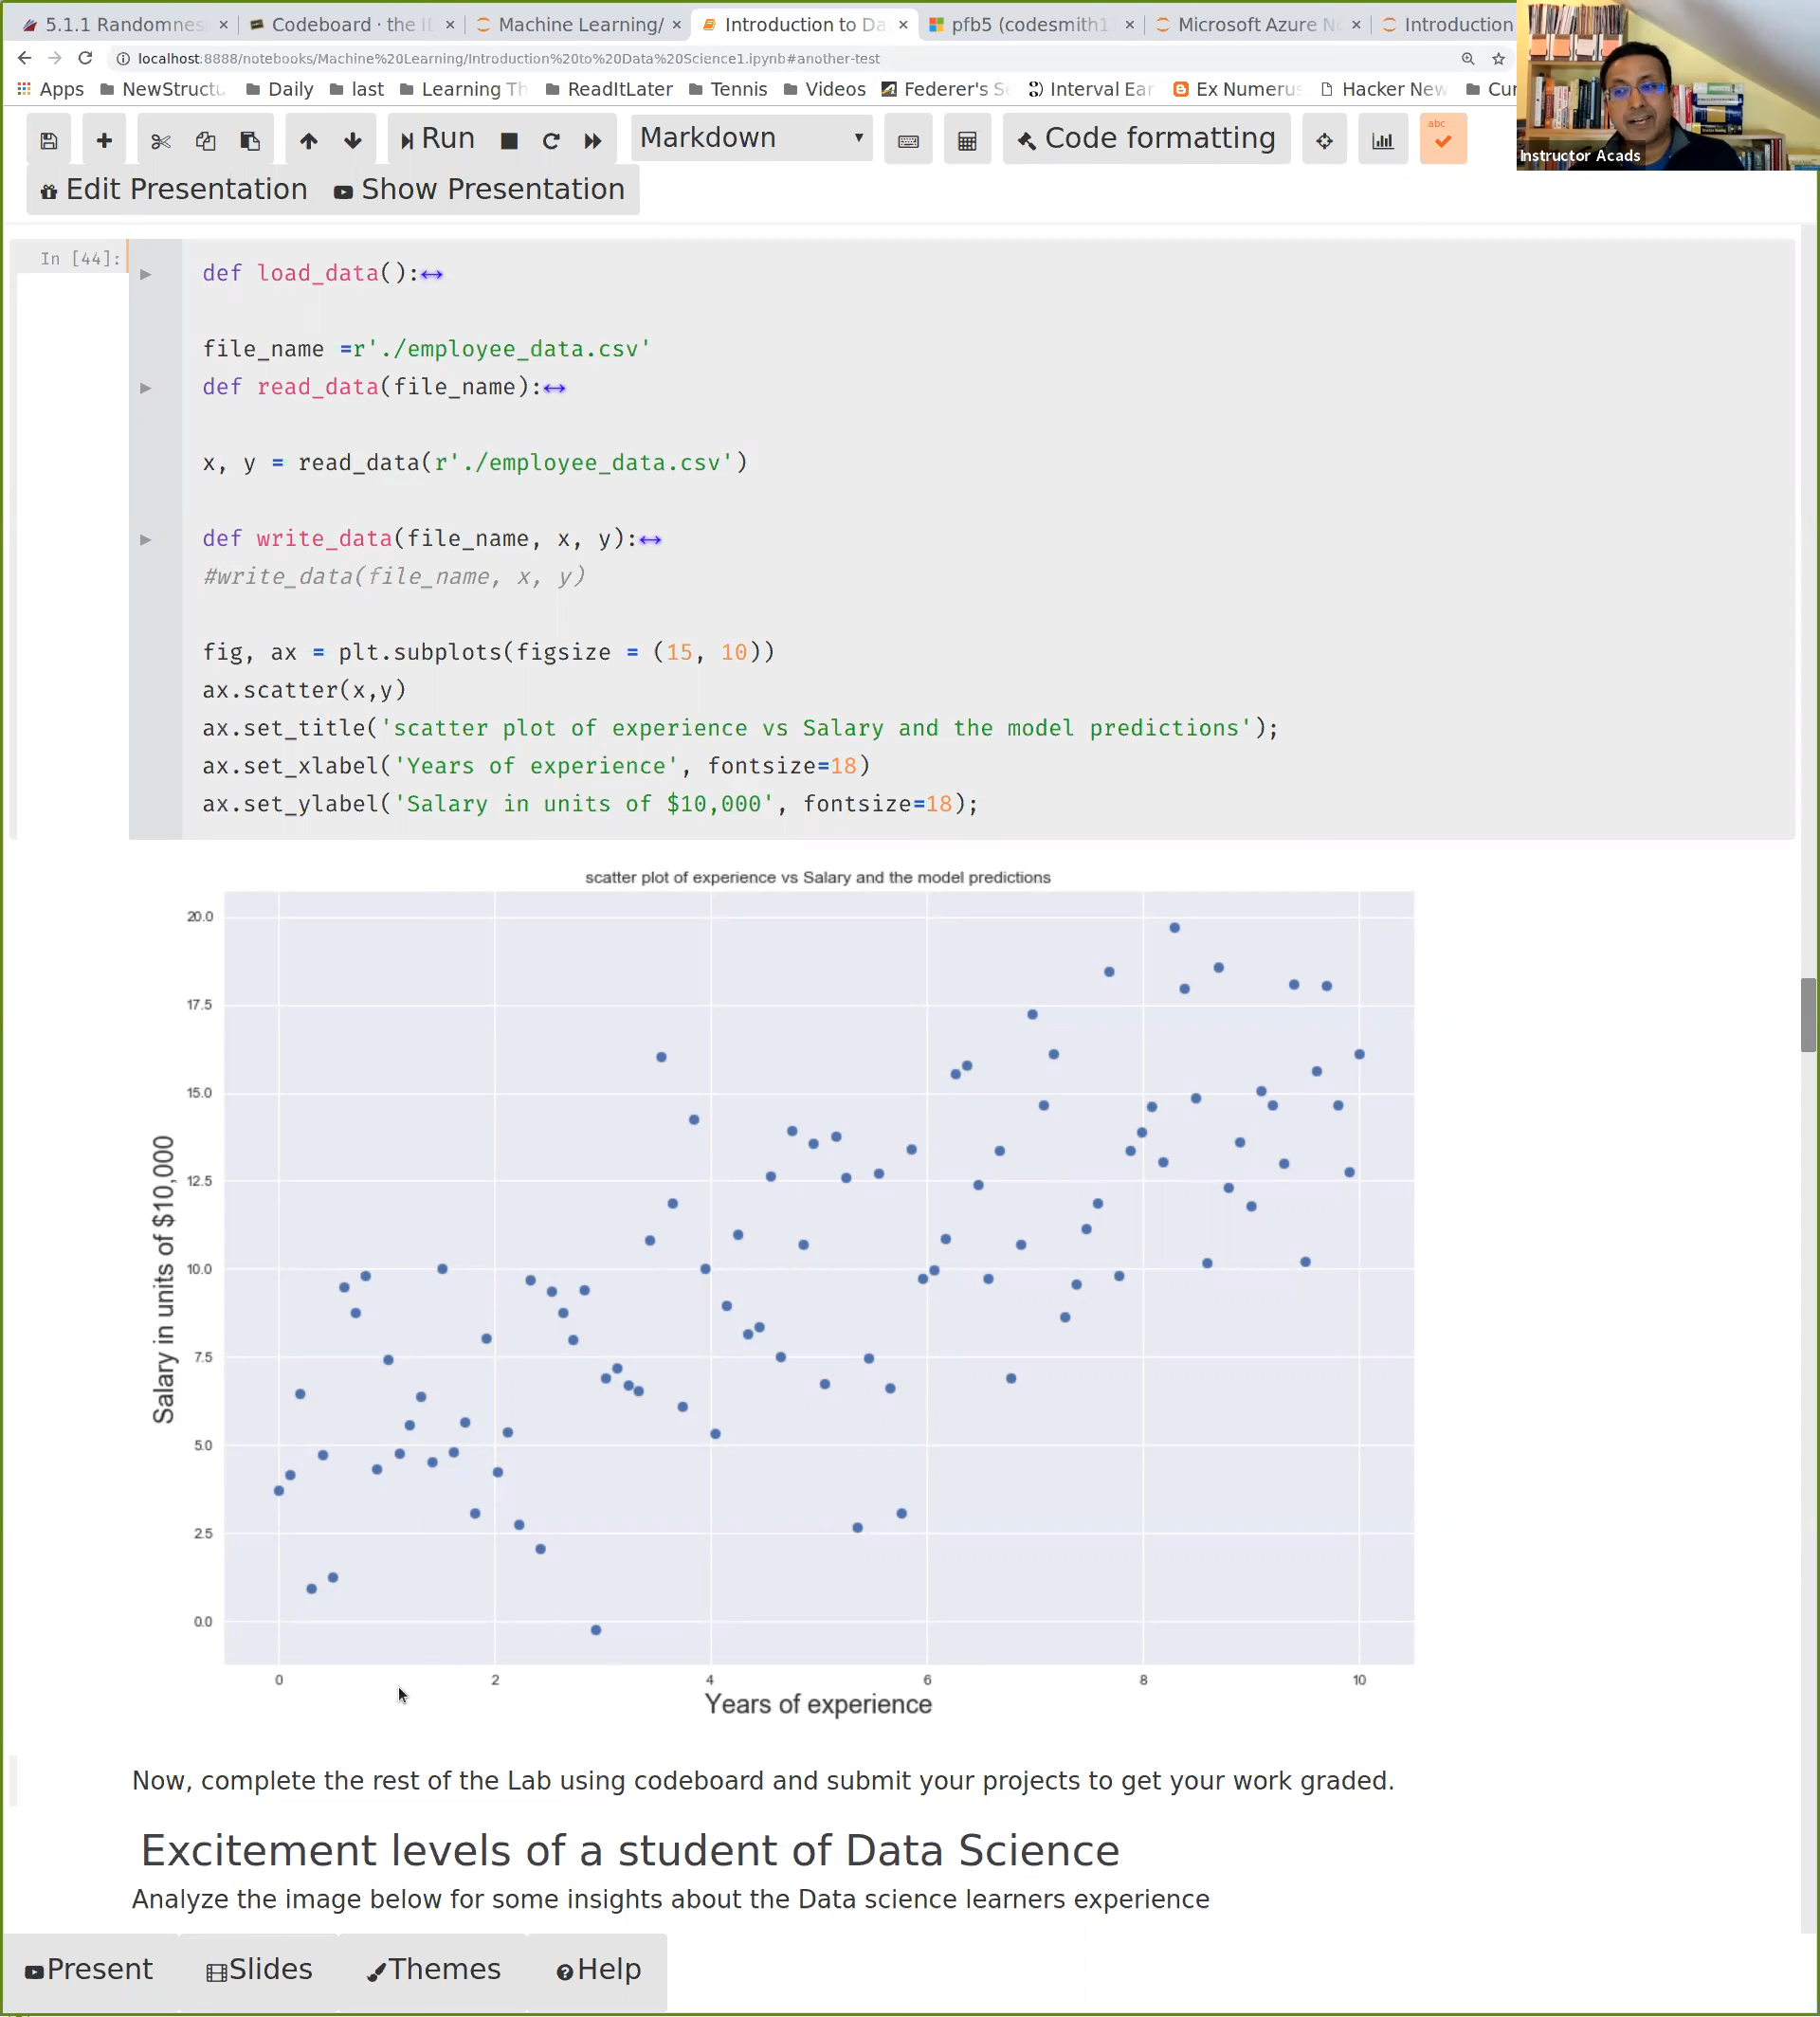 5.1.1 Randomness × Codeboard · the I × Machine Learning/ × Introduction to Da × pfb5 (codesmith1 × Microsoft Azure No × Introduction
localhost:8888/notebooks/Machine%20Learning/Introduction%20to%20Data%20Science1.ipynb#another-test
Apps NewStructu Daily last Learning Th ReadItLater Tennis Videos Federer's S Interval Ear Ex Numerus Hacker New Cur
Instructor Acads
Run Markdown Code formatting abc
Edit Presentation Show Presentation
In [44]:
def load_data():↔
file_name =r'./employee_data.csv'
def read_data(file_name):↔
x, y = read_data(r'./employee_data.csv')
def write_data(file_name, x, y):↔
#write_data(file_name, x, y)
fig, ax = plt.subplots(figsize = (15, 10))
ax.scatter(x,y)
ax.set_title('scatter plot of experience vs Salary and the model predictions');
ax.set_xlabel('Years of experience', fontsize=18)
ax.set_ylabel('Salary in units of $10,000', fontsize=18);
scatter plot of experience vs Salary and the model predictions
20.0
17.5
15.0
12.5
10.0
7.5
5.0
2.5
0.0
Salary in units of $10,000
0 2 4 6 8 10
Years of experience
Now, complete the rest of the Lab using codeboard and submit your projects to get your work graded.
Excitement levels of a student of Data Science
Analyze the image below for some insights about the Data science learners experience
Present Slides Themes Help